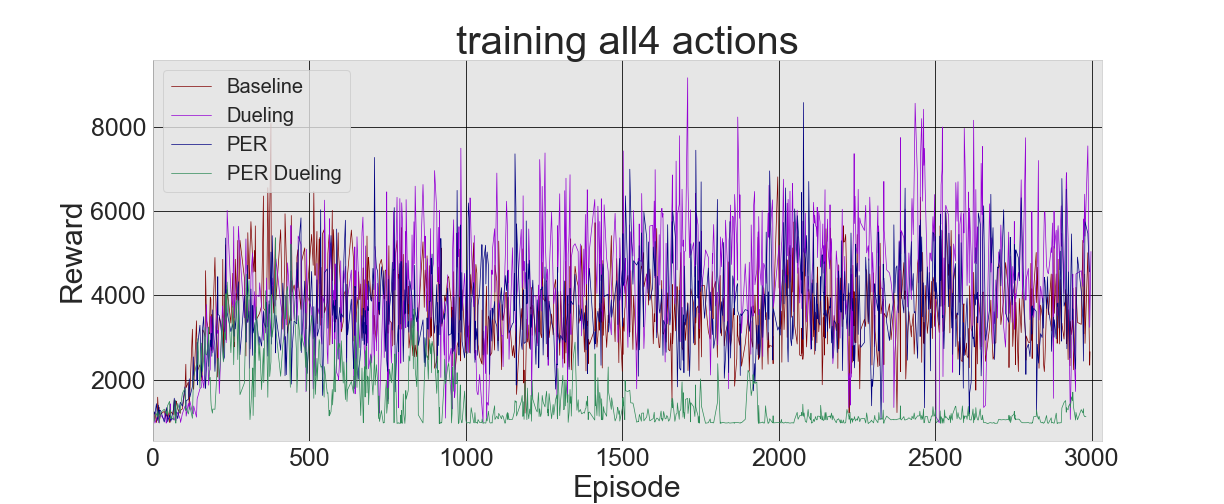 training all4 actions
Baseline
Dueling
PER
PER Dueling
8000
6000
4000
2000
Reward
0
500
1000
1500
2000
2500
3000
Episode